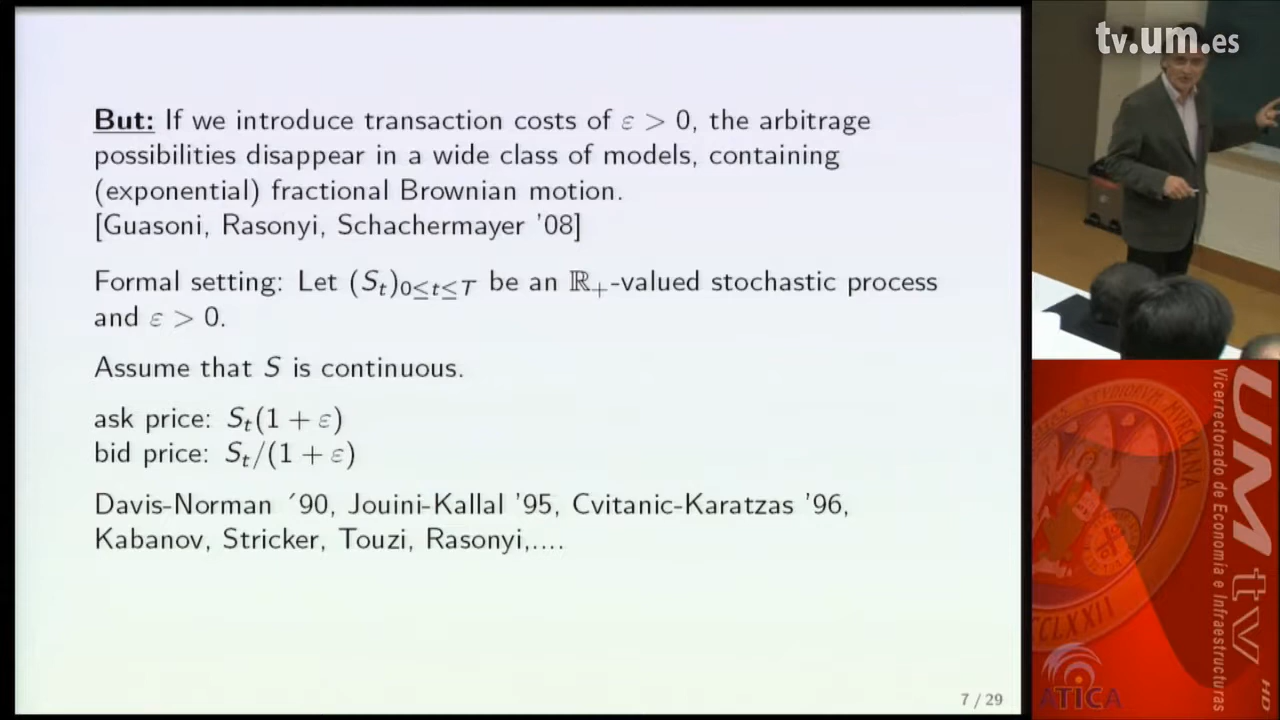 But: If we introduce transaction costs of ε > 0, the arbitrage
possibilities disappear in a wide class of models, containing
(exponential) fractional Brownian motion.
[Guasoni, Rasonyi, Schachermayer '08]
Formal setting: Let (S_t)_{0≤t≤T} be an ℝ₊-valued stochastic process
and ε > 0.
Assume that S is continuous.
ask price: S_t(1 + ε)
bid price: S_t/(1 + ε)
Davis-Norman ´90, Jouini-Kallal '95, Cvitanic-Karatzas '96,
Kabanov, Stricker, Touzi, Rasonyi,....
7 / 29
tv.um.es
UM tv HD
Vicerrectorado de Economía e Infraestructuras
ATICA
CCLXXII